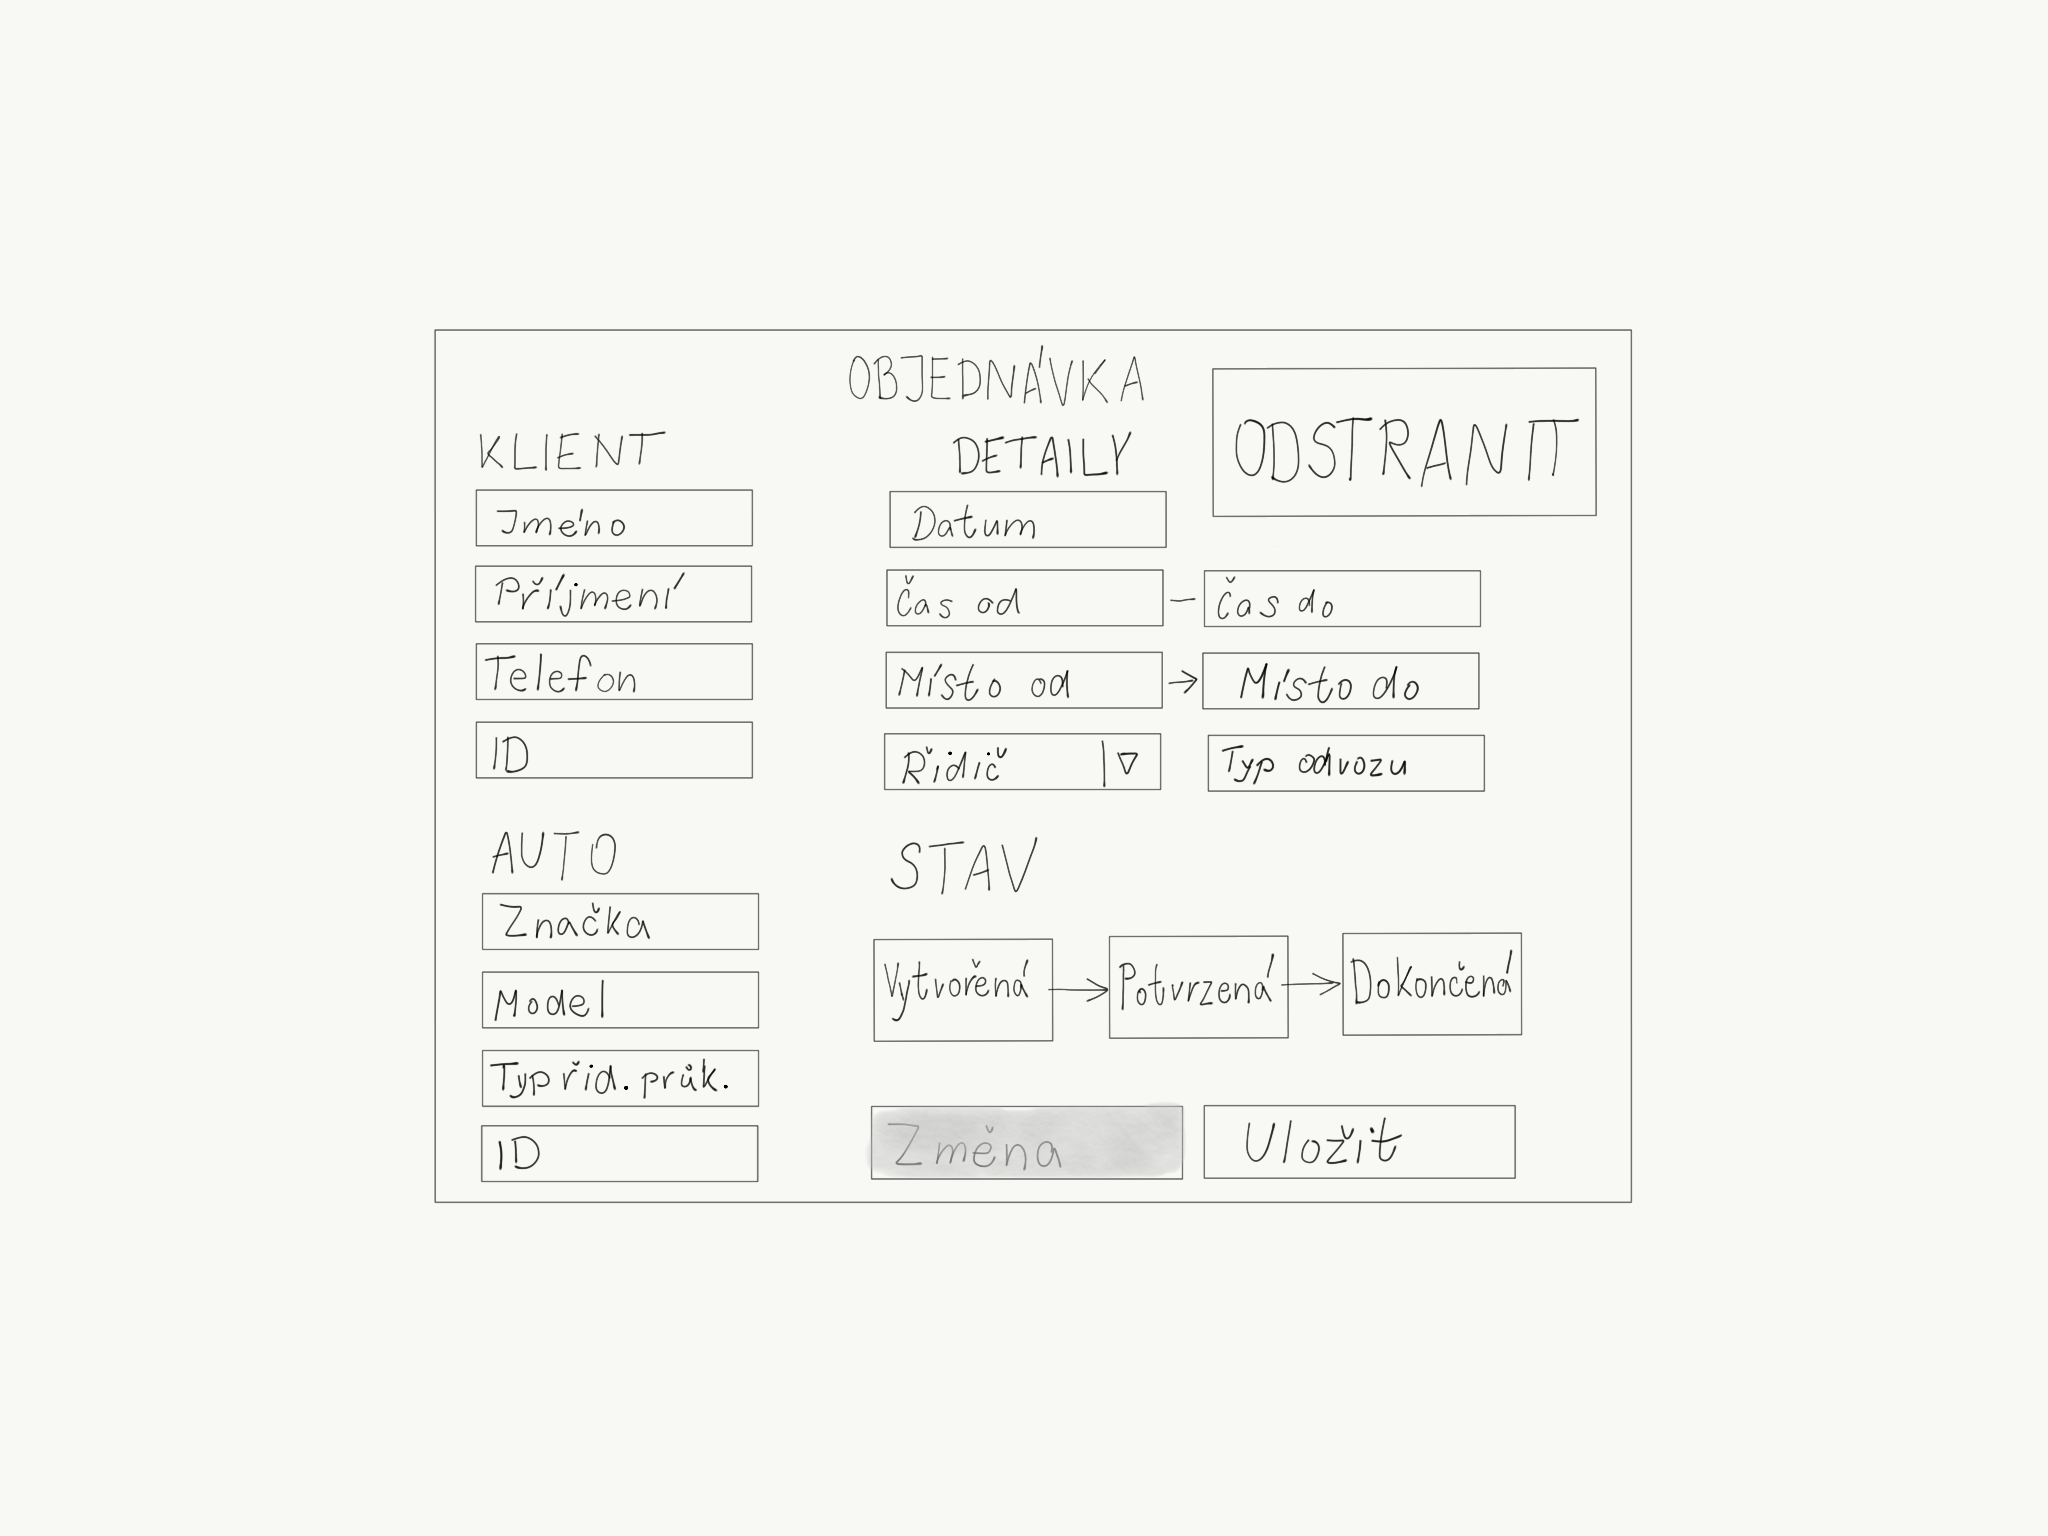 OBJEDNÁVKA
ODSTRANIT
KLIENT
Jméno
Příjmení
Telefon
ID
DETAILY
Datum
Čas od – Čas do
Místo od → Místo do
Řidič
Typ odvozu
AUTO
Značka
Model
Typ řid. průk.
ID
STAV
Vytvořená → Potvrzená → Dokončená
Změna
Uložit